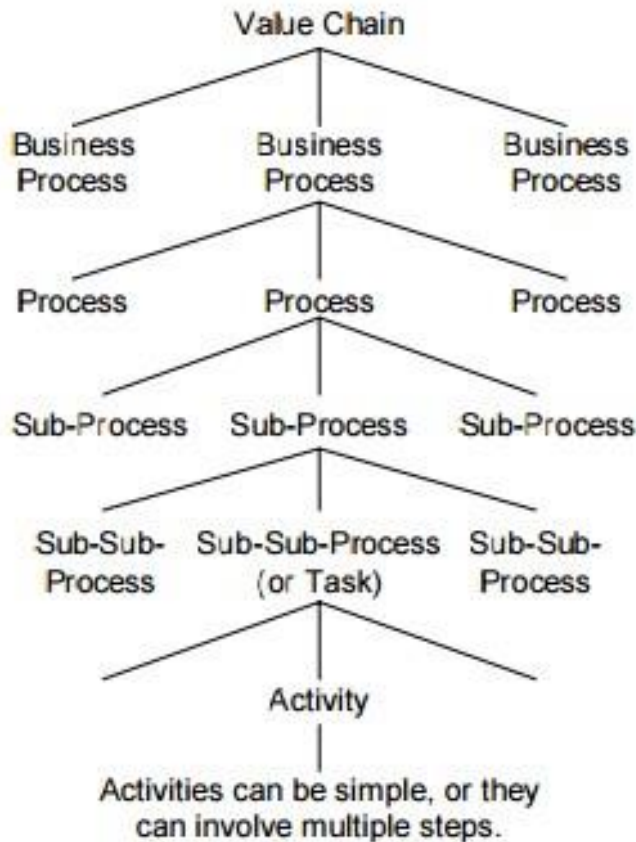 Value Chain
Business Business Business
Process Process Process
Process Process Process
Sub-Process Sub-Process Sub-Process
Sub-Sub- Sub-Sub-Process Sub-Sub-
Process (or Task) Process
Activity
Activities can be simple, or they
can involve multiple steps.